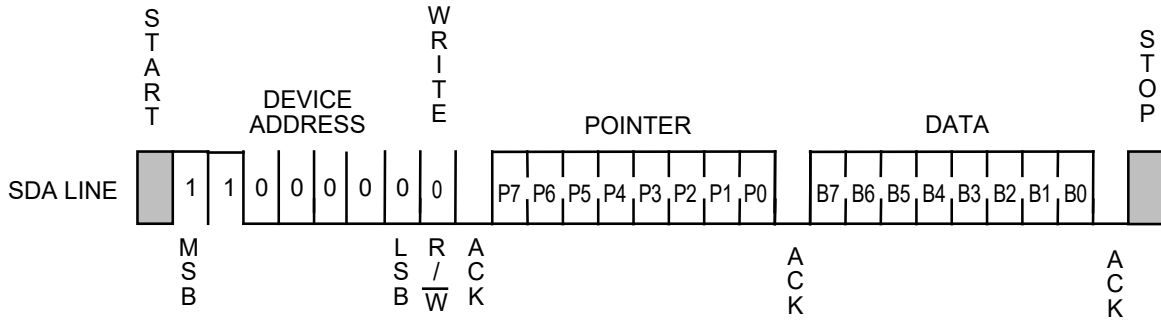 START
WRITE
STOP
DEVICE
ADDRESS
POINTER
DATA
SDA LINE
1 1 0 0 0 0 0 0 P7 P6 P5 P4 P3 P2 P1 P0 B7 B6 B5 B4 B3 B2 B1 B0
MSB
LSB
R/W
ACK
ACK
ACK